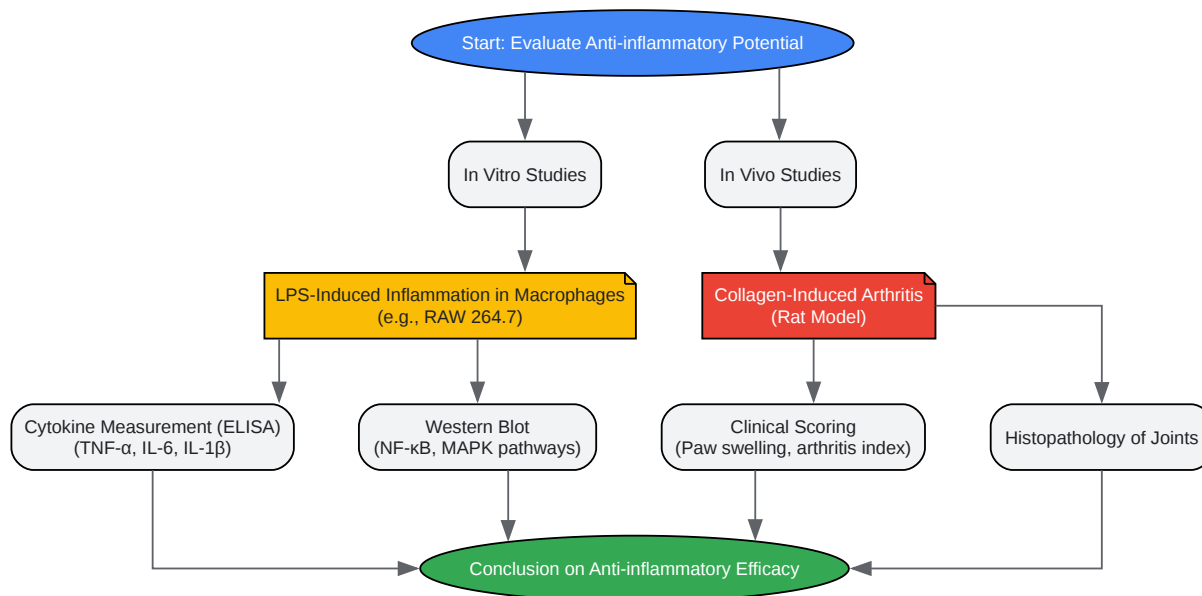 Start: Evaluate Anti-inflammatory Potential
In Vitro Studies
In Vivo Studies
LPS-Induced Inflammation in Macrophages
(e.g., RAW 264.7)
Collagen-Induced Arthritis
(Rat Model)
Cytokine Measurement (ELISA)
(TNF-α, IL-6, IL-1β)
Western Blot
(NF-κB, MAPK pathways)
Clinical Scoring
(Paw swelling, arthritis index)
Histopathology of Joints
Conclusion on Anti-inflammatory Efficacy